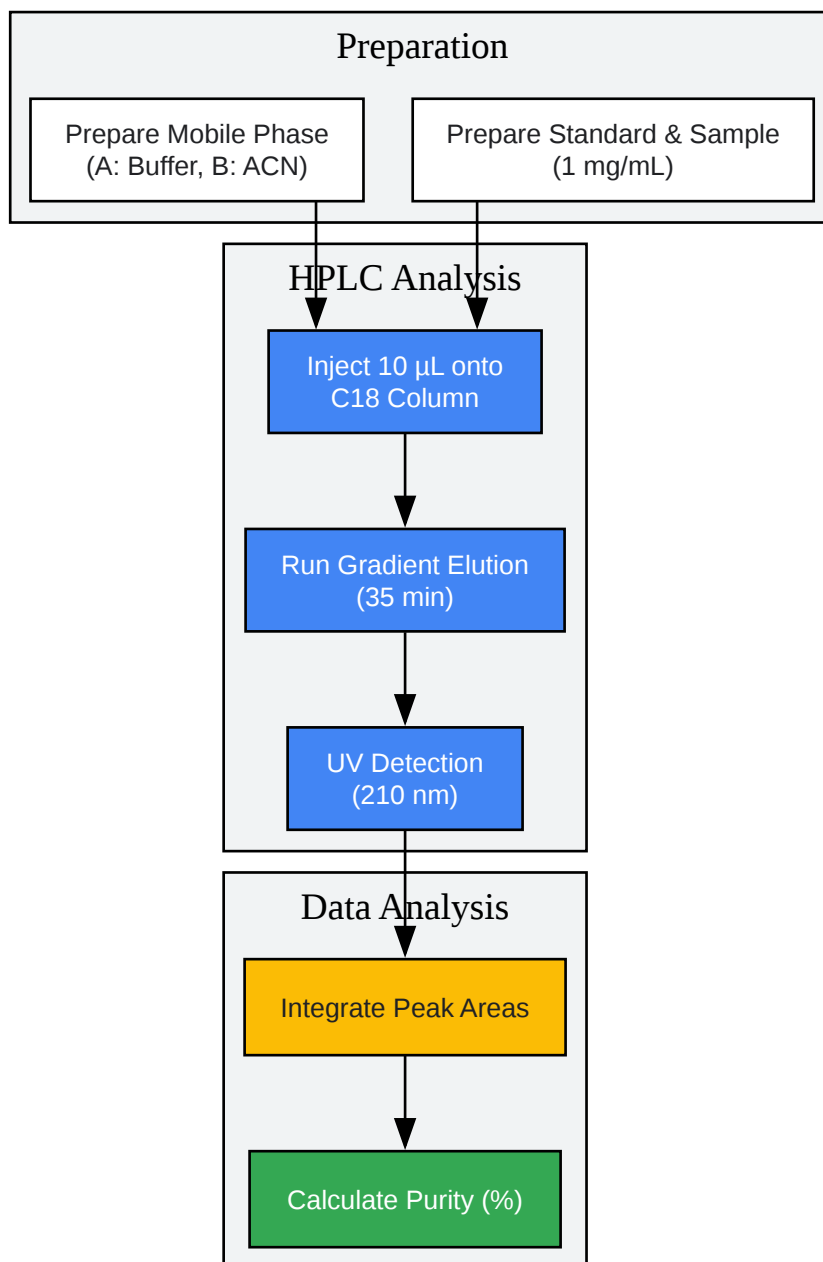 Preparation
Prepare Mobile Phase
(A: Buffer, B: ACN)
Prepare Standard & Sample
(1 mg/mL)
HPLC Analysis
Inject 10 µL onto
C18 Column
Run Gradient Elution
(35 min)
UV Detection
(210 nm)
Data Analysis
Integrate Peak Areas
Calculate Purity (%)